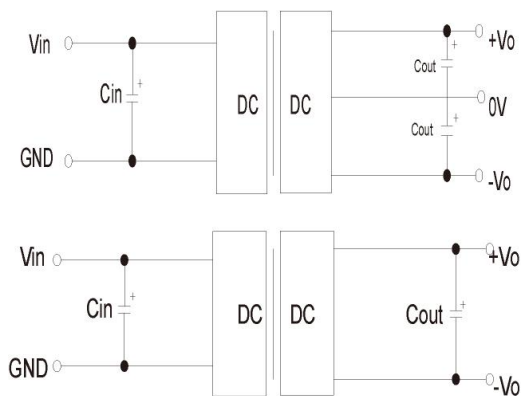 Vin
+Vo
Cin
+
DC
DC
Cout
+
0V
Cout
+
GND
-Vo
Vin
+Vo
Cin
+
DC
DC
Cout
+
GND
-Vo